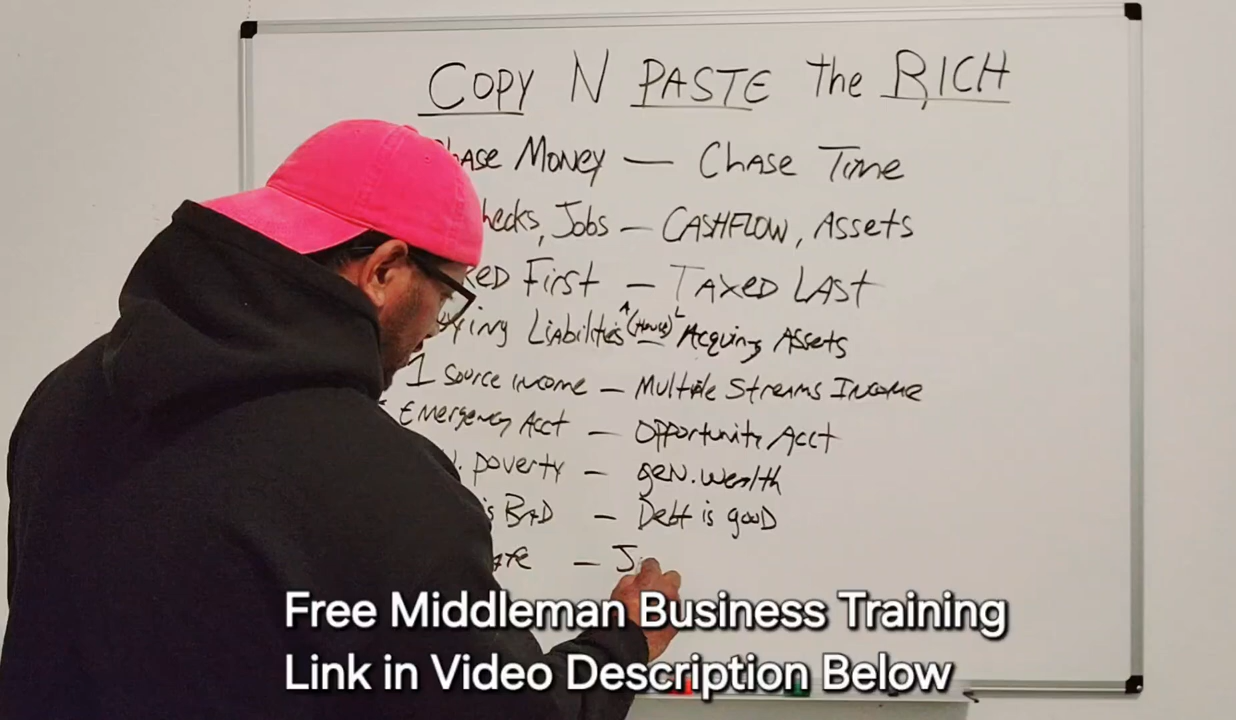 COPY N PASTE the RICH
Money — Chase Time
Jobs — CASHFLOW, Assets
First — TAXED LAST
Liabilities (House) Acquiring Assets
1 Source income — Multiple Streams Income
Emergency Acct — Opportunity Acct
poverty — gen. wealth
is BAD — Debt is gooD
Free Middleman Business Training
Link in Video Description Below